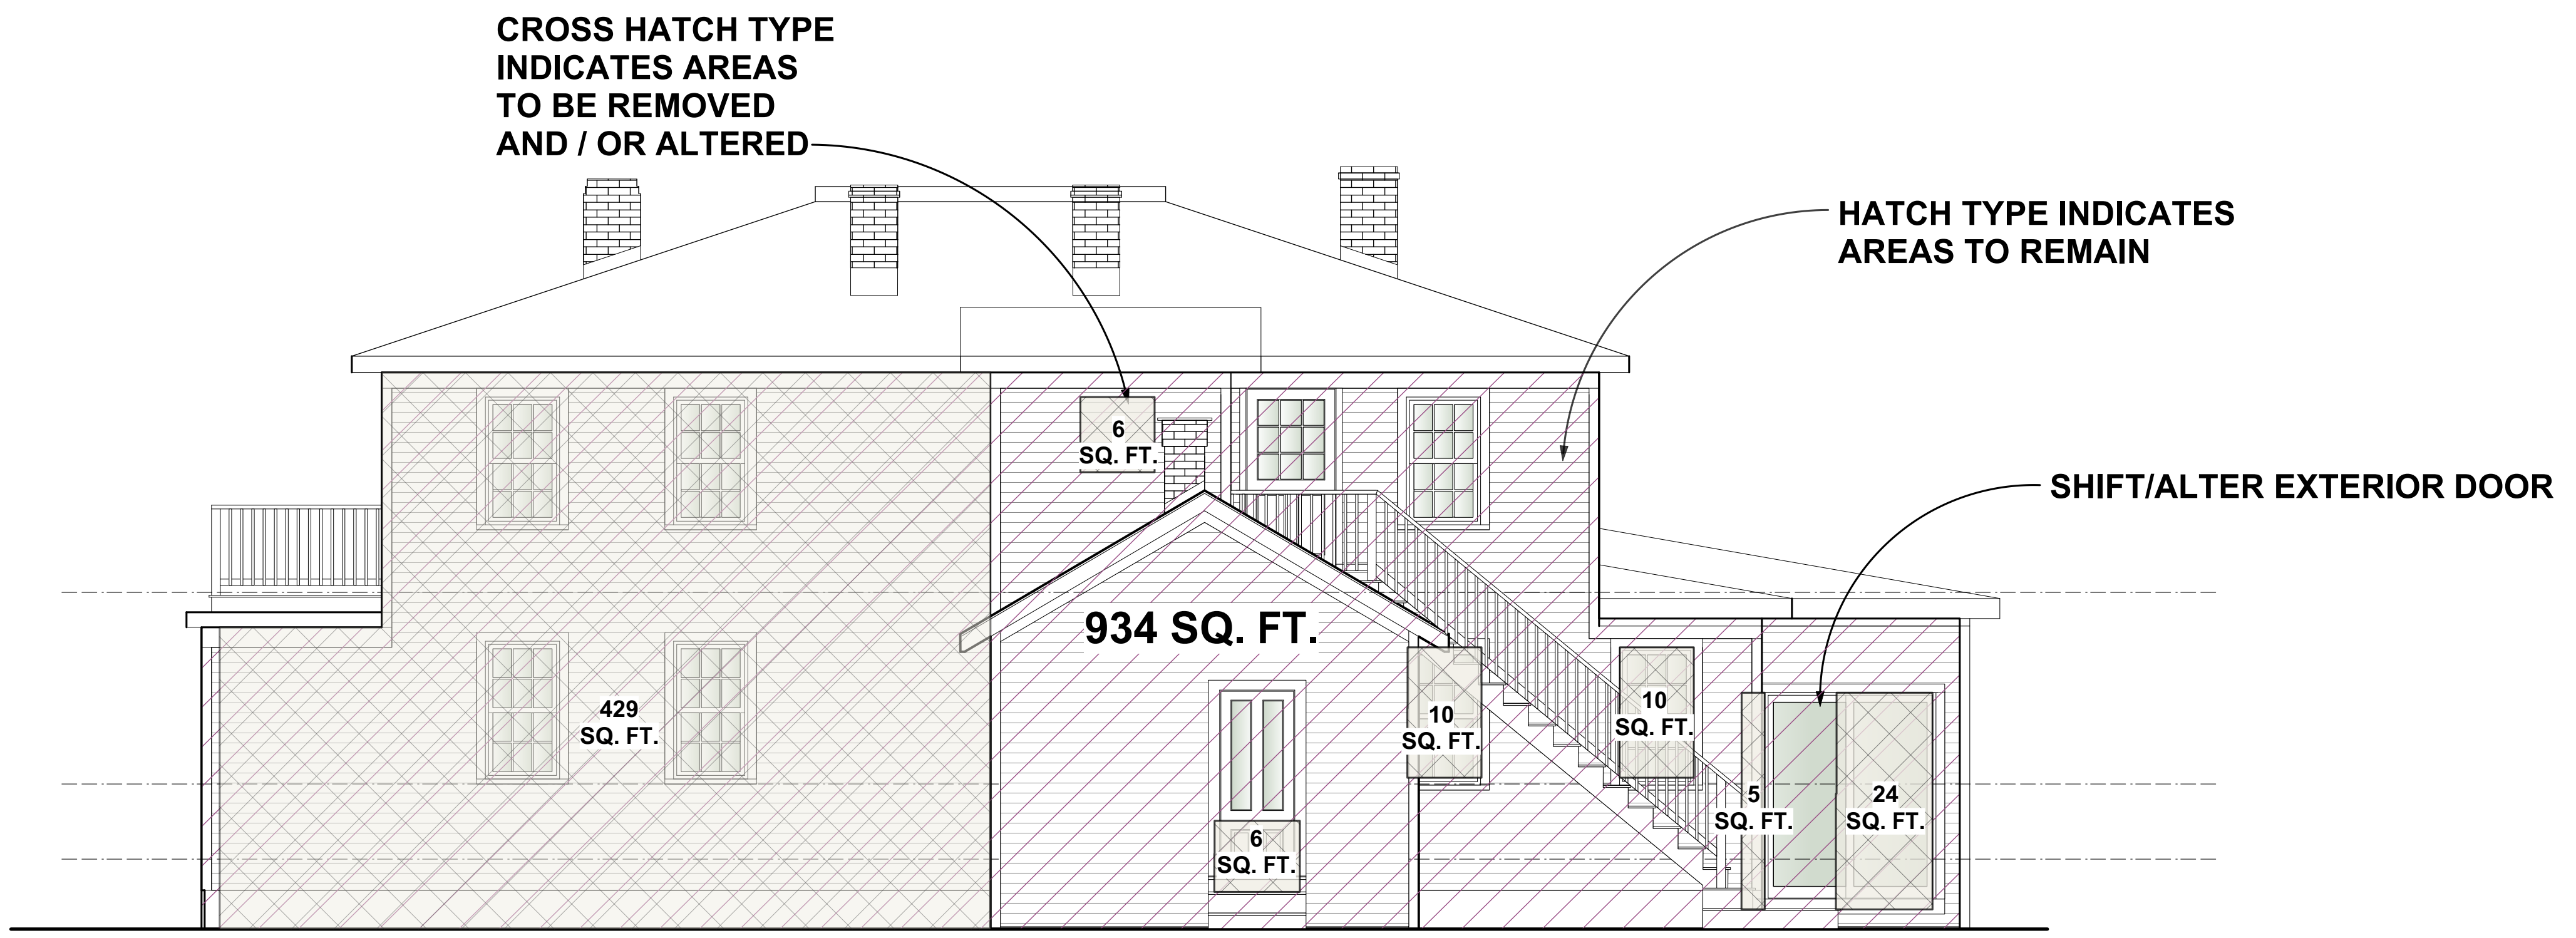 CROSS HATCH TYPE
INDICATES AREAS
TO BE REMOVED
AND / OR ALTERED
HATCH TYPE INDICATES
AREAS TO REMAIN
SHIFT/ALTER EXTERIOR DOOR
6
SQ. FT.
934 SQ. FT.
429
SQ. FT.
10
SQ. FT.
10
SQ. FT.
5
SQ. FT.
24
SQ. FT.
6
SQ. FT.